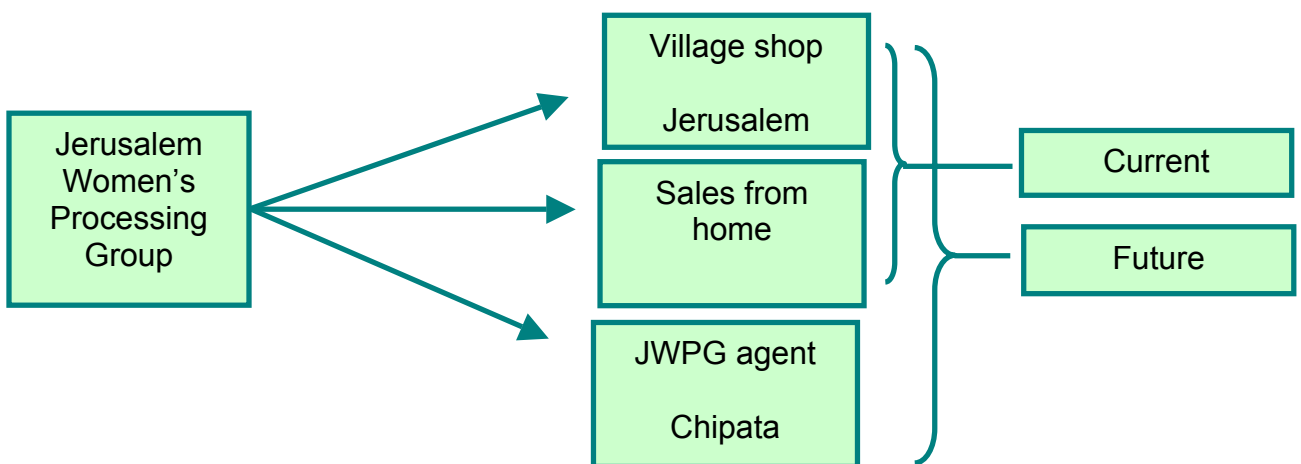 Jerusalem
Women's
Processing
Group
Village shop
Jerusalem
Sales from
home
JWPG agent
Chipata
Current
Future